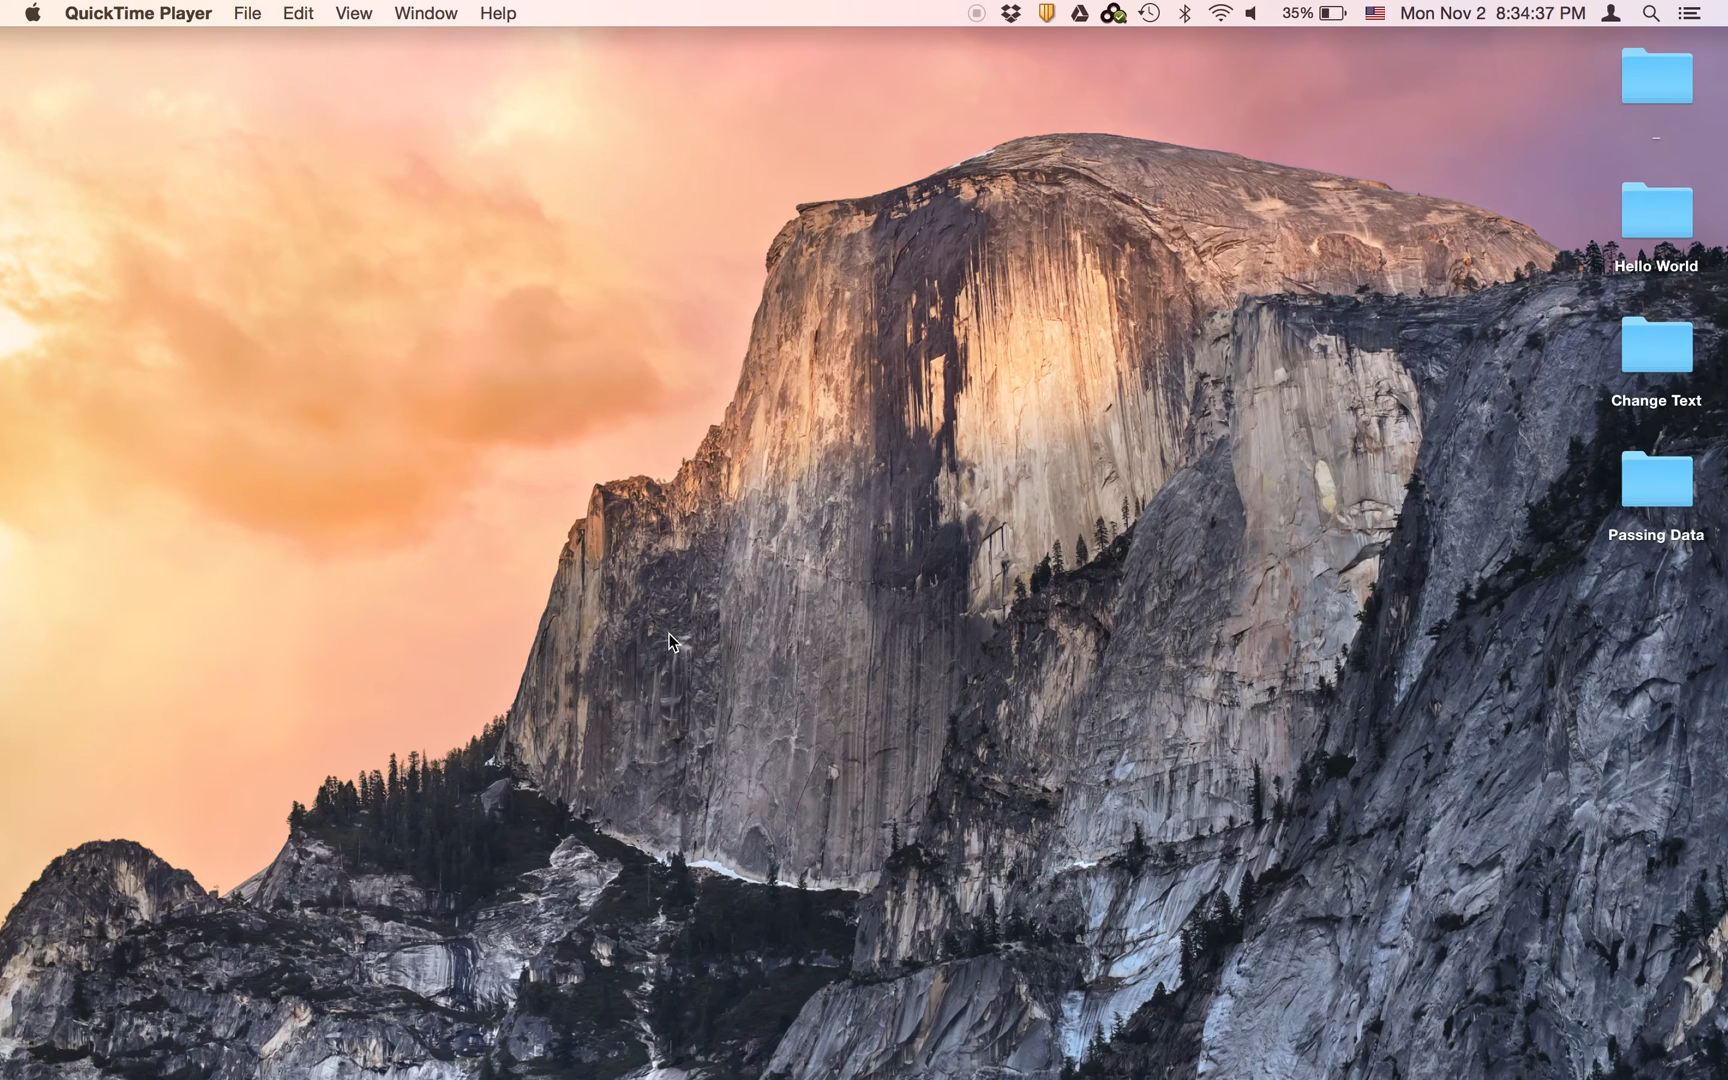 QuickTime Player File Edit View Window Help 35% Mon Nov 2 8:34:37 PM
_
Hello World
Change Text
Passing Data